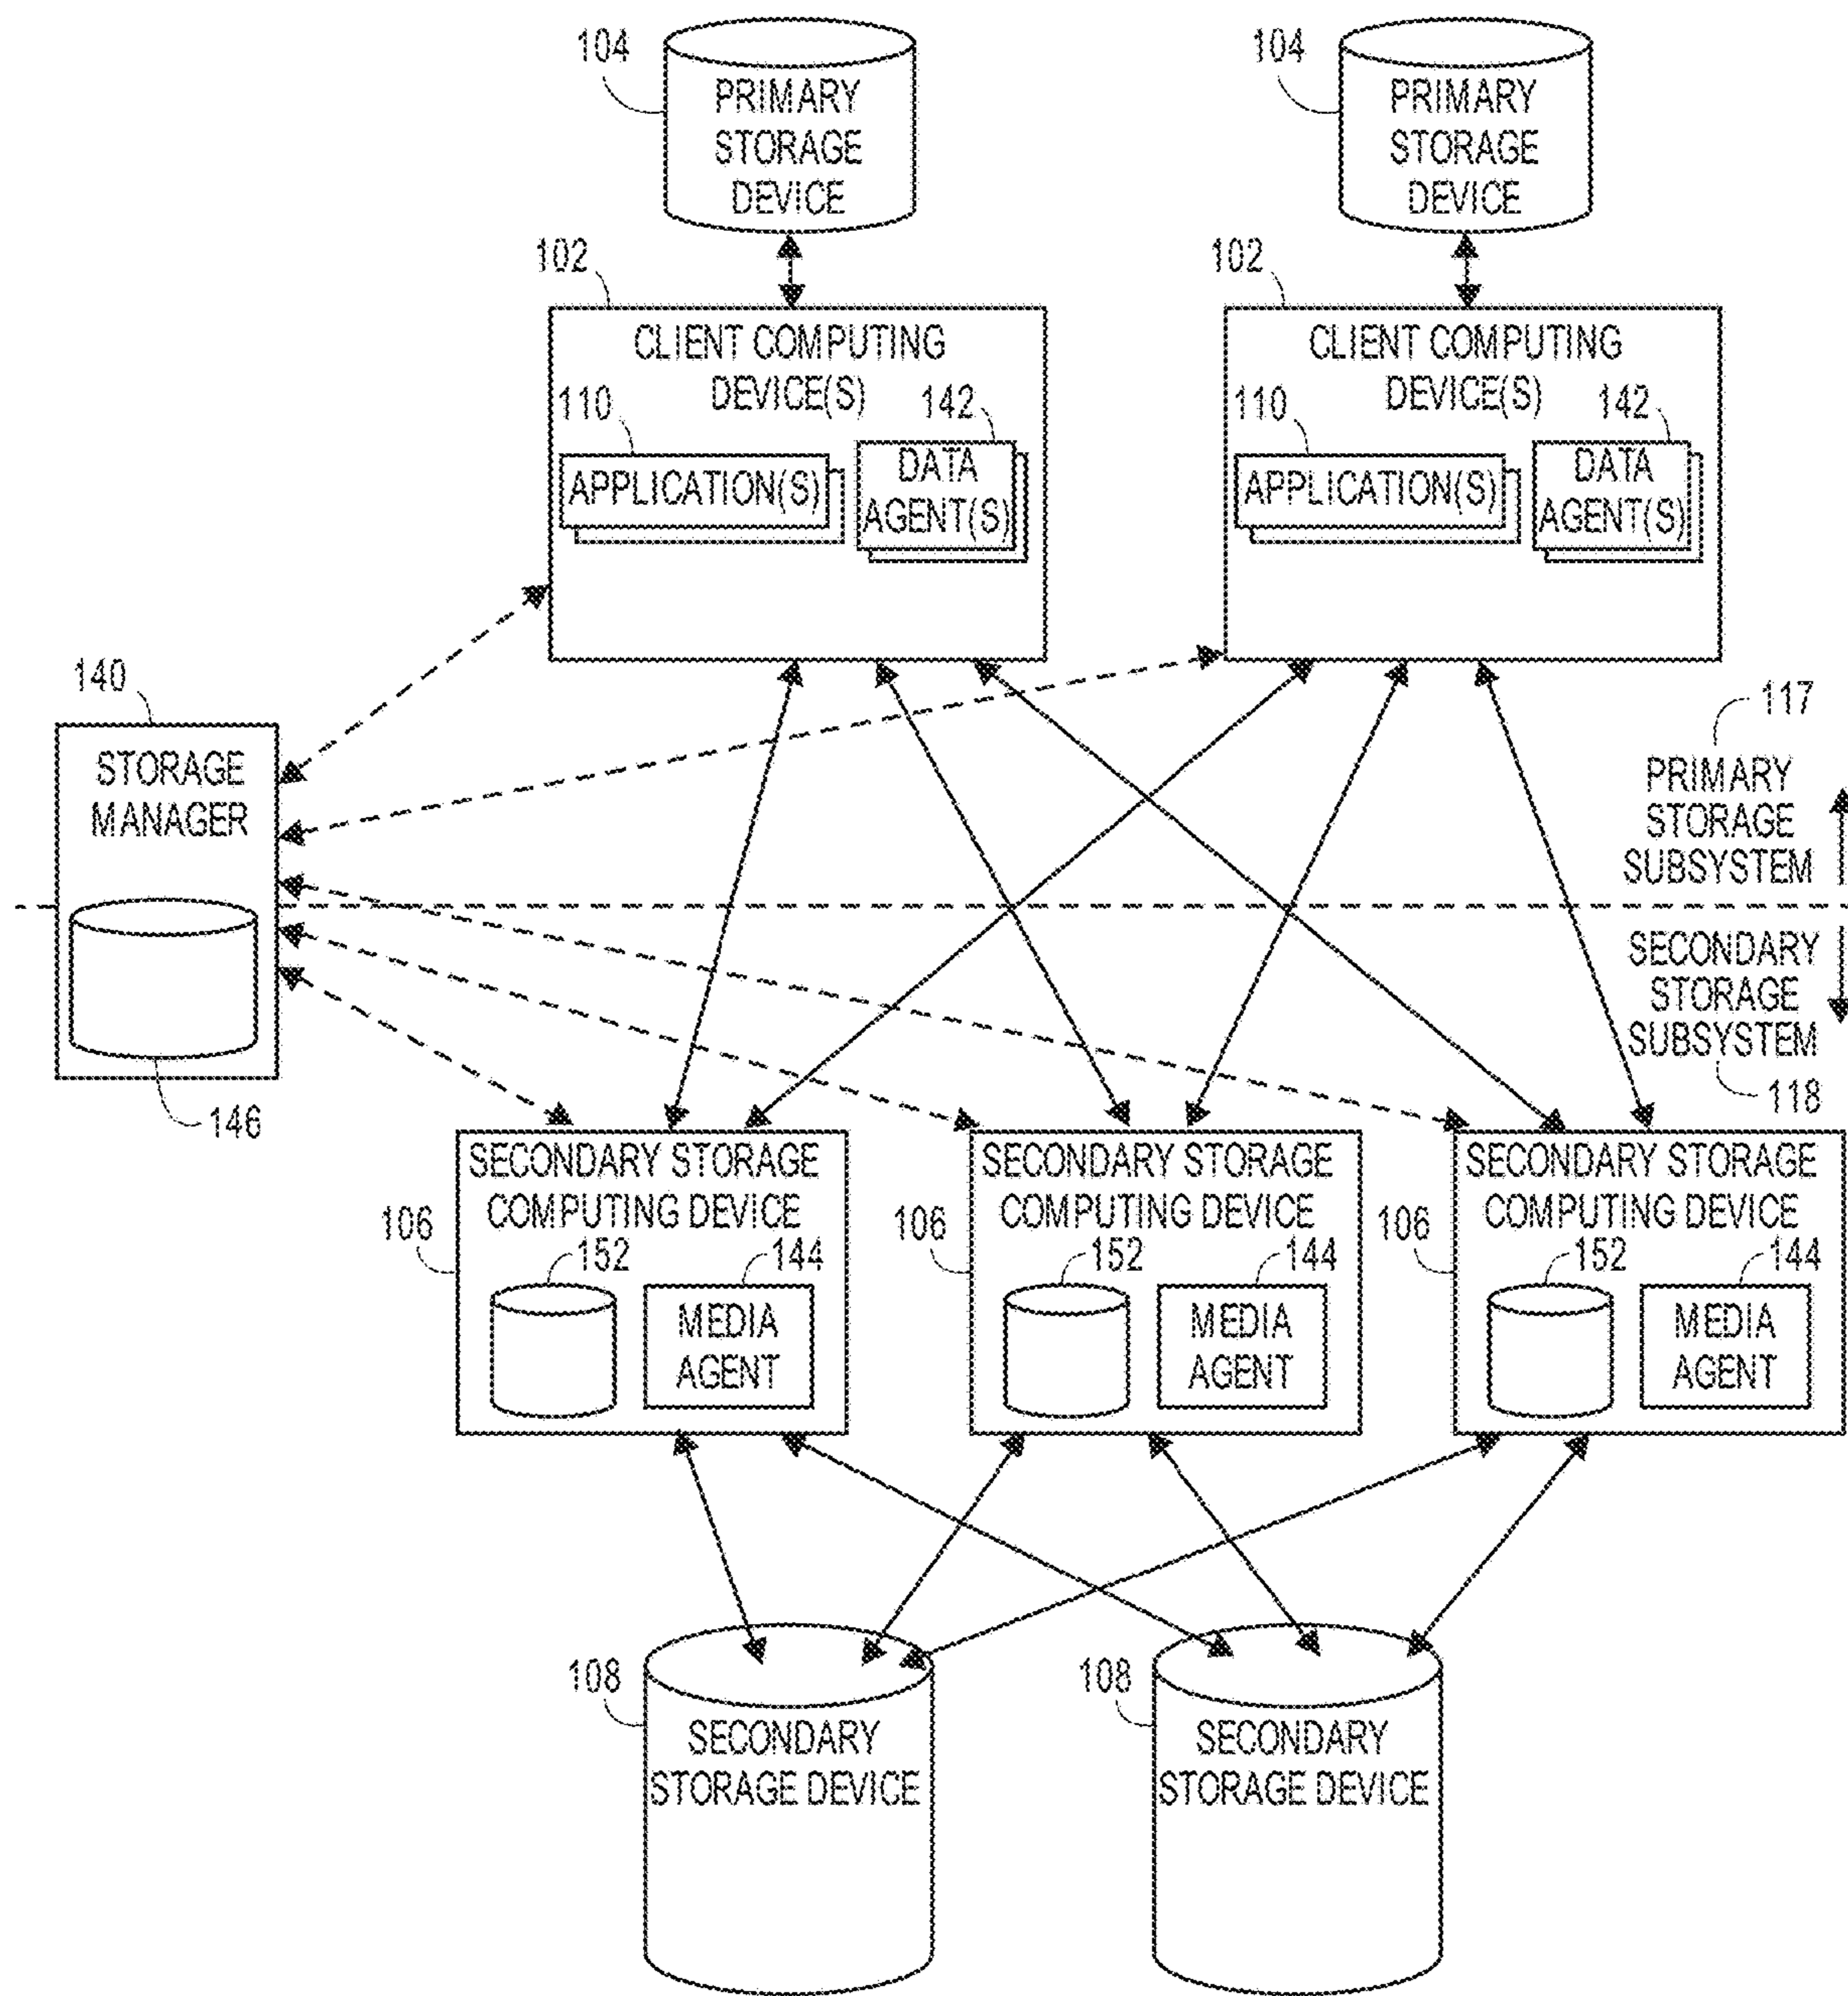 104
PRIMARY
STORAGE
DEVICE
104
PRIMARY
STORAGE
DEVICE
102
CLIENT COMPUTING
DEVICE(S)
110
APPLICATION(S)
142
DATA
AGENT(S)
102
CLIENT COMPUTING
DEVICE(S)
110
APPLICATION(S)
142
DATA
AGENT(S)
140
STORAGE
MANAGER
146
117
PRIMARY
STORAGE
SUBSYSTEM
SECONDARY
STORAGE
SUBSYSTEM
118
106
SECONDARY STORAGE
COMPUTING DEVICE
152
144
MEDIA
AGENT
106
SECONDARY STORAGE
COMPUTING DEVICE
152
144
MEDIA
AGENT
106
SECONDARY STORAGE
COMPUTING DEVICE
152
144
MEDIA
AGENT
108
SECONDARY
STORAGE DEVICE
108
SECONDARY
STORAGE DEVICE